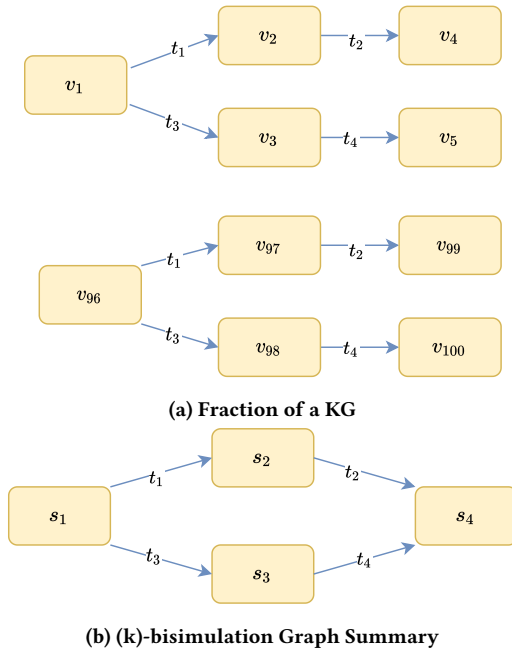 t₁ v₂ t₂ v₄
v₁
t₃ v₃ t₄ v₅
t₁ v₉₇ t₂ v₉₉
v₉₆
t₃ v₉₈ t₄ v₁₀₀
(a) Fraction of a KG
t₁ s₂ t₂
s₁ s₄
t₃ s₃ t₄
(b) (k)-bisimulation Graph Summary